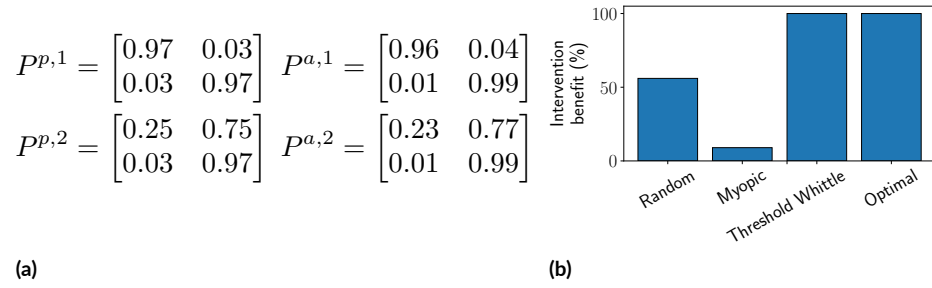 P^{p,1} = [0.97 0.03 P^{a,1} = [0.96 0.04
0.03 0.97] 0.01 0.99]
P^{p,2} = [0.25 0.75 P^{a,2} = [0.23 0.77
0.03 0.97] 0.01 0.99]
(a)
Intervention
benefit (%)
100
50
0
Random
Myopic
Threshold Whittle
Optimal
(b)